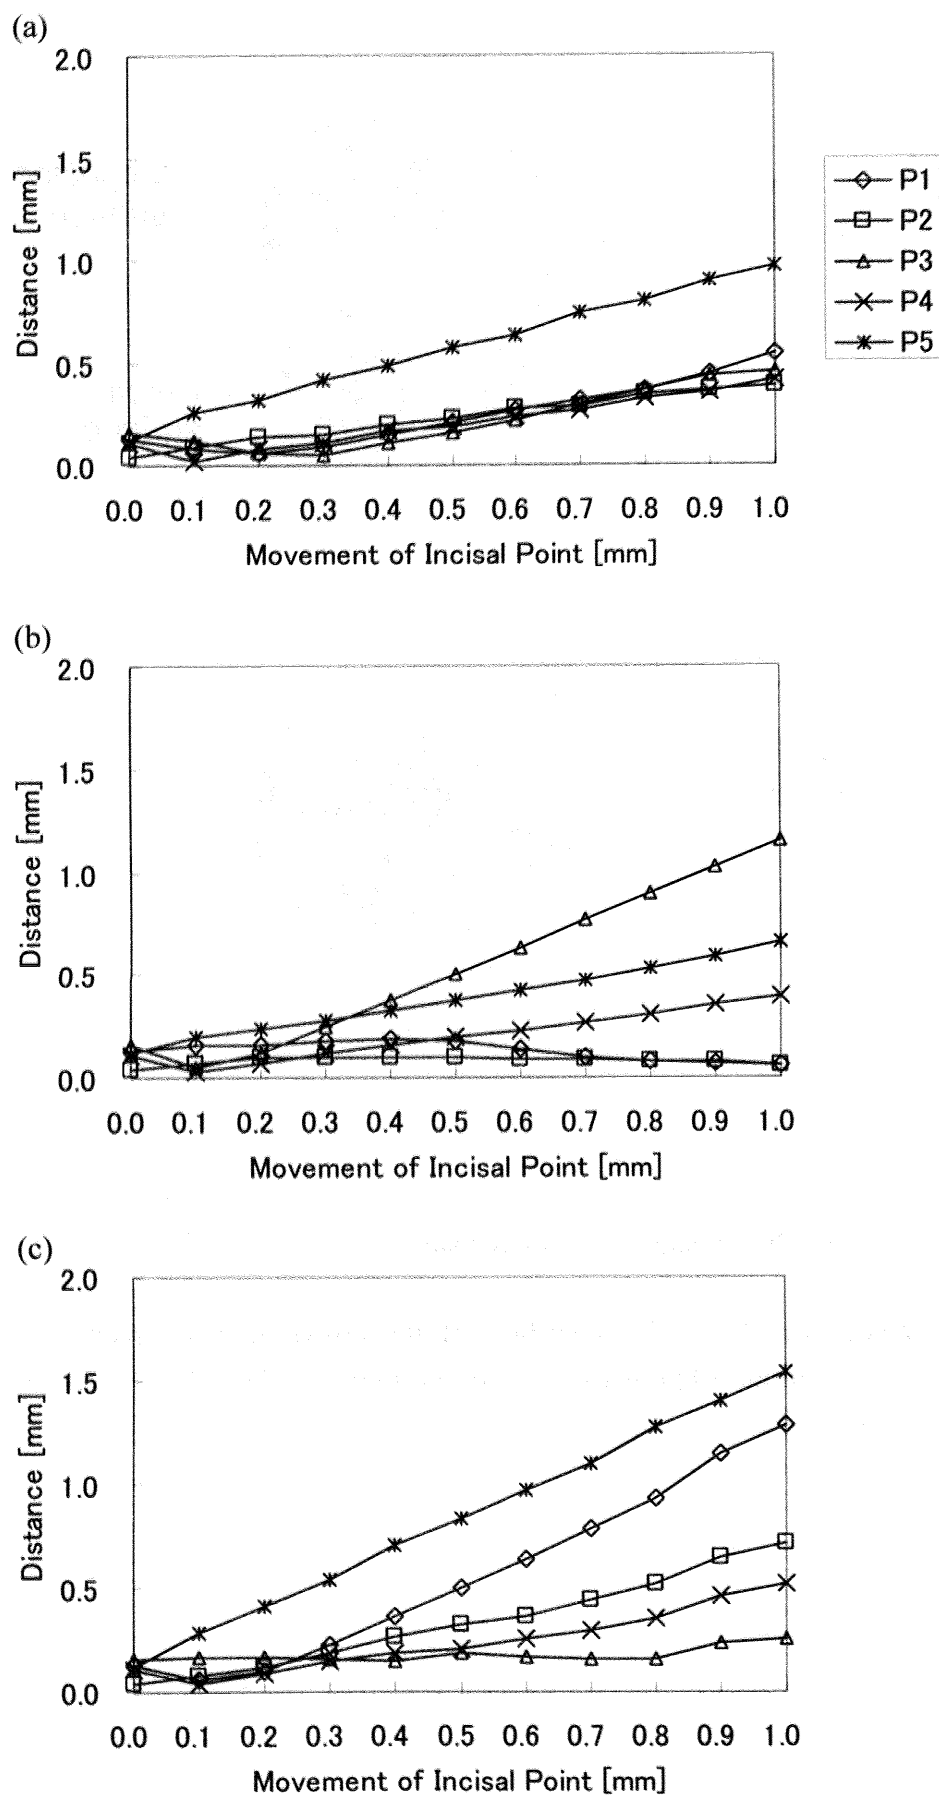 (a)
2.0
1.5
1.0
0.5
0.0
Distance [mm]
0.0 0.1 0.2 0.3 0.4 0.5 0.6 0.7 0.8 0.9 1.0
Movement of Incisal Point [mm]
P1
P2
P3
P4
P5
(b)
2.0
1.5
1.0
0.5
0.0
Distance [mm]
0.0 0.1 0.2 0.3 0.4 0.5 0.6 0.7 0.8 0.9 1.0
Movement of Incisal Point [mm]
(c)
2.0
1.5
1.0
0.5
0.0
Distance [mm]
0.0 0.1 0.2 0.3 0.4 0.5 0.6 0.7 0.8 0.9 1.0
Movement of Incisal Point [mm]